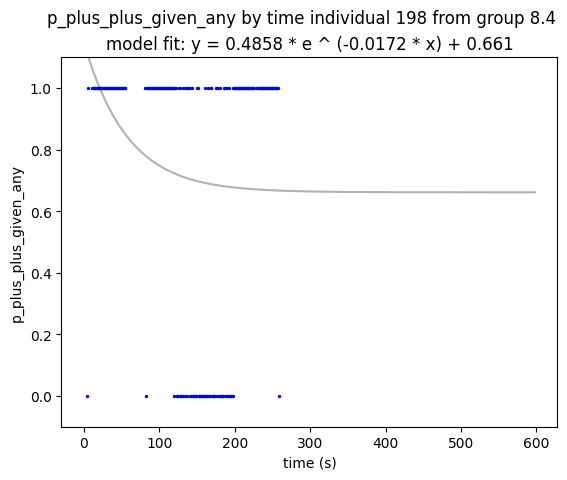 p_plus_plus_given_any by time individual 198 from group 8.4
model fit: y = 0.4858 * e ^ (-0.0172 * x) + 0.661
1.0
0.8
0.6
0.4
0.2
0.0
p_plus_plus_given_any
0 100 200 300 400 500 600
time (s)